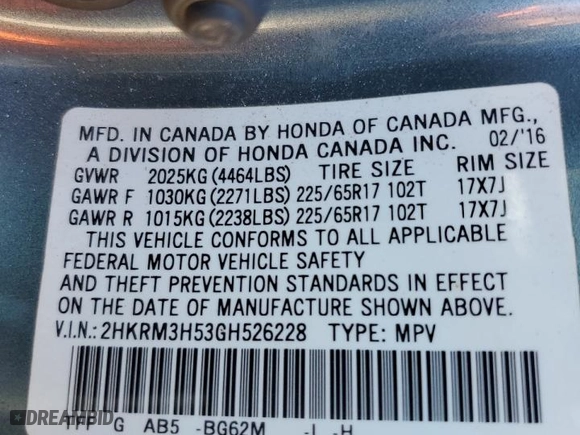 MFD. IN CANADA BY HONDA OF CANADA MFG.,
A DIVISION OF HONDA CANADA INC. 02/'16
GVWR 2025KG(4464LBS) TIRE SIZE RIM SIZE
GAWR F 1030KG(2271LBS) 225/65R17 102T 17X7J
GAWR R 1015KG(2238LBS) 225/65R17 102T 17X7J
THIS VEHICLE CONFORMS TO ALL APPLICABLE
FEDERAL MOTOR VEHICLE SAFETY
AND THEFT PREVENTION STANDARDS IN EFFECT
ON THE DATE OF MANUFACTURE SHOWN ABOVE.
V.I.N.: 2HKRM3H53GH526228 TYPE: MPV
G AB5 -BG62M
DREAMBID